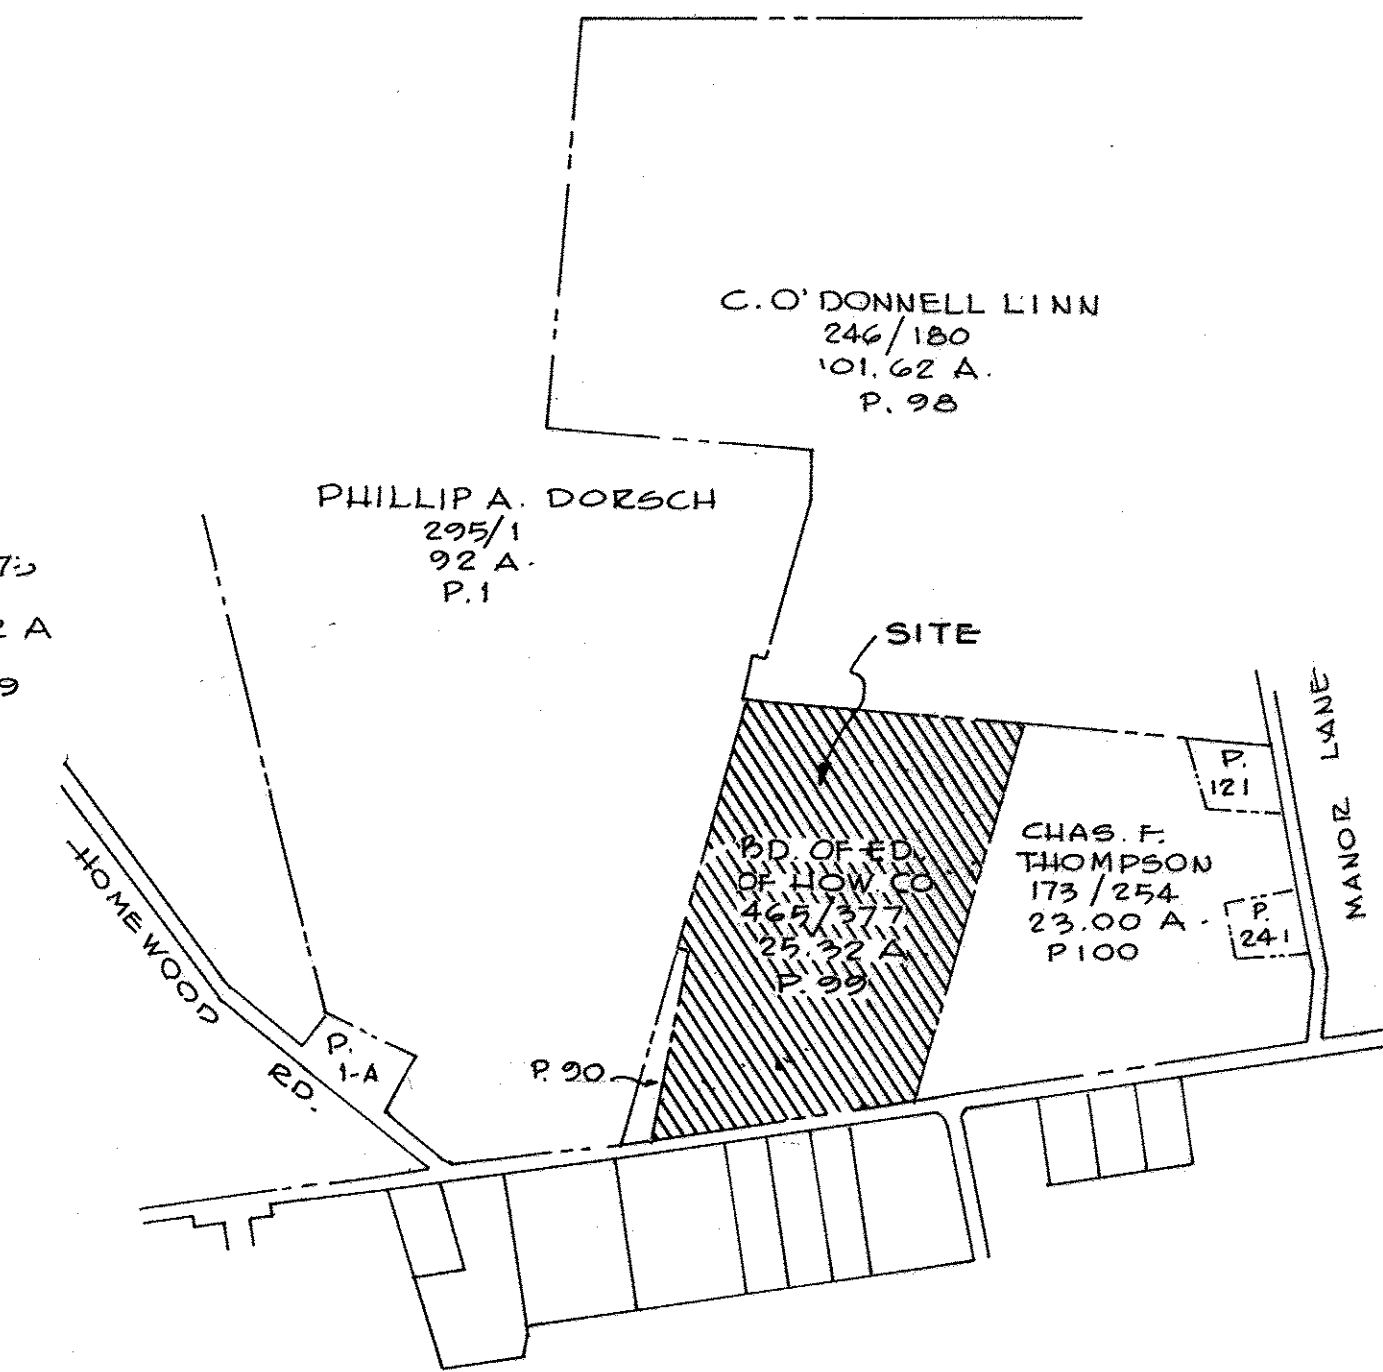 C. O' DONNELL LINN
246/180
101.62 A.
P. 98
PHILLIP A. DORSCH
295/1
92 A.
P. 1
A
9
SITE
MANOR LANE
P.
121
CHAS. F.
THOMPSON
173/254
23.00 A.
P 100
P.
241
BD. OF ED.
OF HOW. CO
465/377
25.32 A.
P. 99
HOMEWOOD RD.
P.
1-A
P. 90